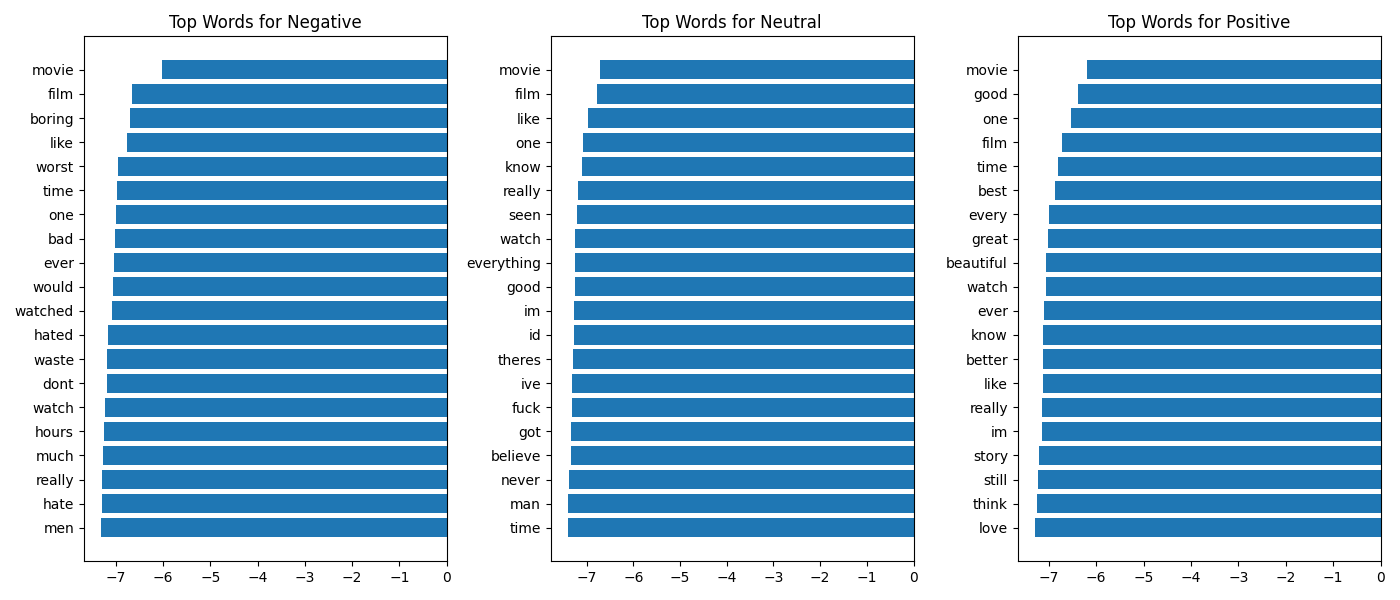 Top Words for Negative
movie
film
boring
like
worst
time
one
bad
ever
would
watched
hated
waste
dont
watch
hours
much
really
hate
men
−7 −6 −5 −4 −3 −2 −1 0
Top Words for Neutral
movie
film
like
one
know
really
seen
watch
everything
good
im
id
theres
ive
fuck
got
believe
never
man
time
−7 −6 −5 −4 −3 −2 −1 0
Top Words for Positive
movie
good
one
film
time
best
every
great
beautiful
watch
ever
know
better
like
really
im
story
still
think
love
−7 −6 −5 −4 −3 −2 −1 0